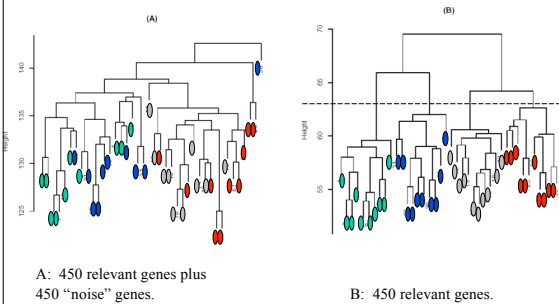 (A)
(B)
Height
140
135
130
125
Height
70
65
60
55
A: 450 relevant genes plus
450 “noise” genes.
B: 450 relevant genes.